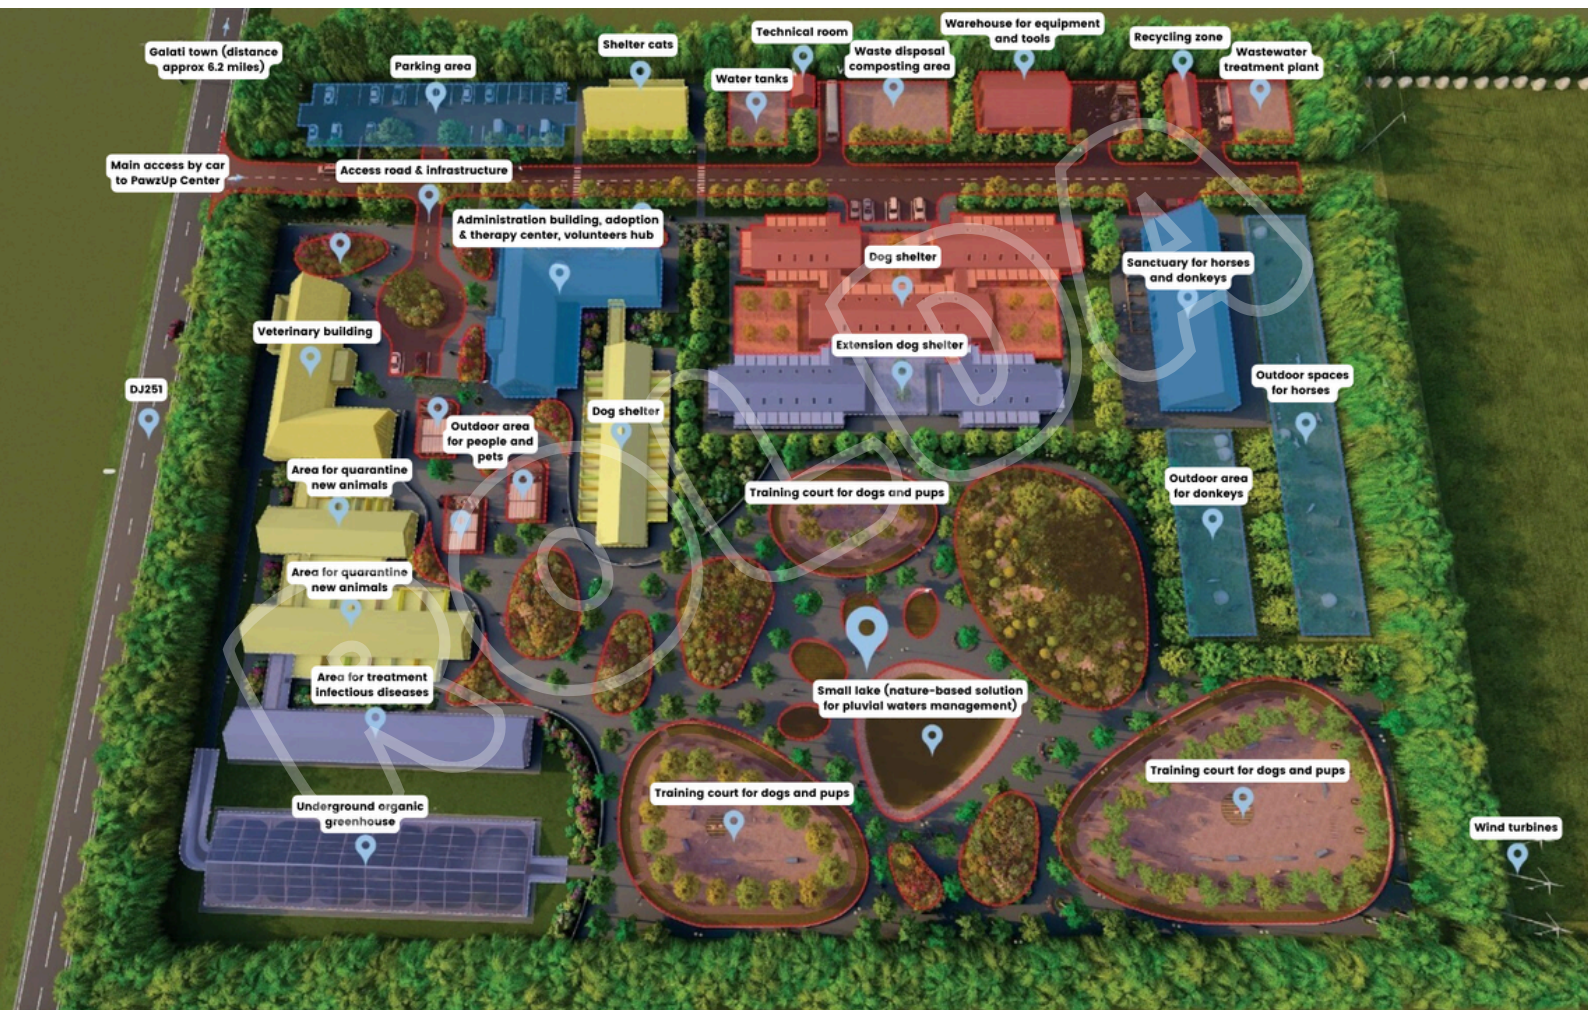 Galati town (distance
approx 6.2 miles)
Parking area
Shelter cats
Technical room
Water tanks
Waste disposal
composting area
Warehouse for equipment
and tools
Recycling zone
Wastewater
treatment plant
Main access by car
to PawzUp Center
Access road & infrastructure
Administration building, adoption
& therapy center, volunteers hub
Dog shelter
Sanctuary for horses
and donkeys
Veterinary building
Extension dog shelter
Outdoor spaces
for horses
DJ251
Dog shelter
Outdoor area
for people and
pets
Area for quarantine
new animals
Training court for dogs and pups
Outdoor area
for donkeys
Area for quarantine
new animals
Area for treatment
infectious diseases
Small lake (nature-based solution
for pluvial waters management)
Training court for dogs and pups
Training court for dogs and pups
Underground organic
greenhouse
Wind turbines
ROLDA